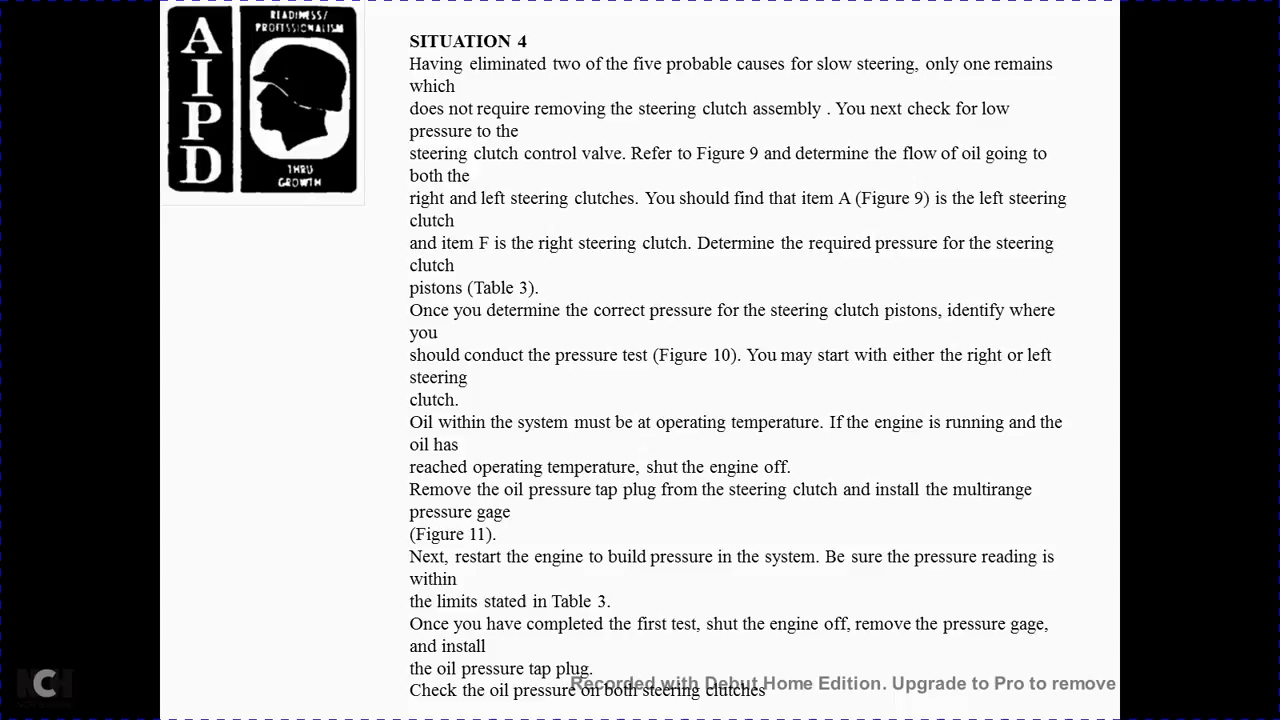 A
I
P
D
READINESS/
PROFESSIONALISM
THRU
GROWTH
SITUATION 4
Having eliminated two of the five probable causes for slow steering, only one remains
which
does not require removing the steering clutch assembly . You next check for low
pressure to the
steering clutch control valve. Refer to Figure 9 and determine the flow of oil going to
both the
right and left steering clutches. You should find that item A (Figure 9) is the left steering
clutch
and item F is the right steering clutch. Determine the required pressure for the steering
clutch
pistons (Table 3).
Once you determine the correct pressure for the steering clutch pistons, identify where
you
should conduct the pressure test (Figure 10). You may start with either the right or left
steering
clutch.
Oil within the system must be at operating temperature. If the engine is running and the
oil has
reached operating temperature, shut the engine off.
Remove the oil pressure tap plug from the steering clutch and install the multirange
pressure gage
(Figure 11).
Next, restart the engine to build pressure in the system. Be sure the pressure reading is
within
the limits stated in Table 3.
Once you have completed the first test, shut the engine off, remove the pressure gage,
and install
the oil pressure tap plug.
Check the oil pressure on both steering clutches
Recorded with Debut Home Edition. Upgrade to Pro to remove
NCH